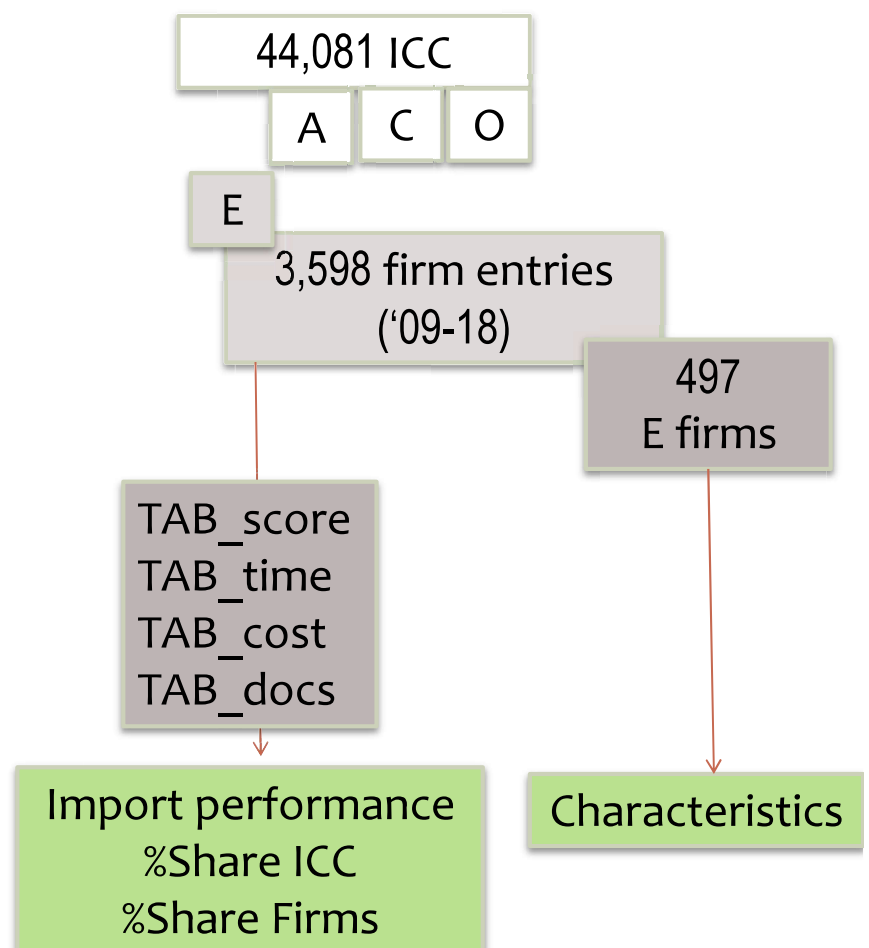 44,081 ICC
A C O
E
3,598 firm entries
(‘09-18)
497
E firms
TAB_score
TAB_time
TAB_cost
TAB_docs
Import performance
%Share ICC
%Share Firms
Characteristics